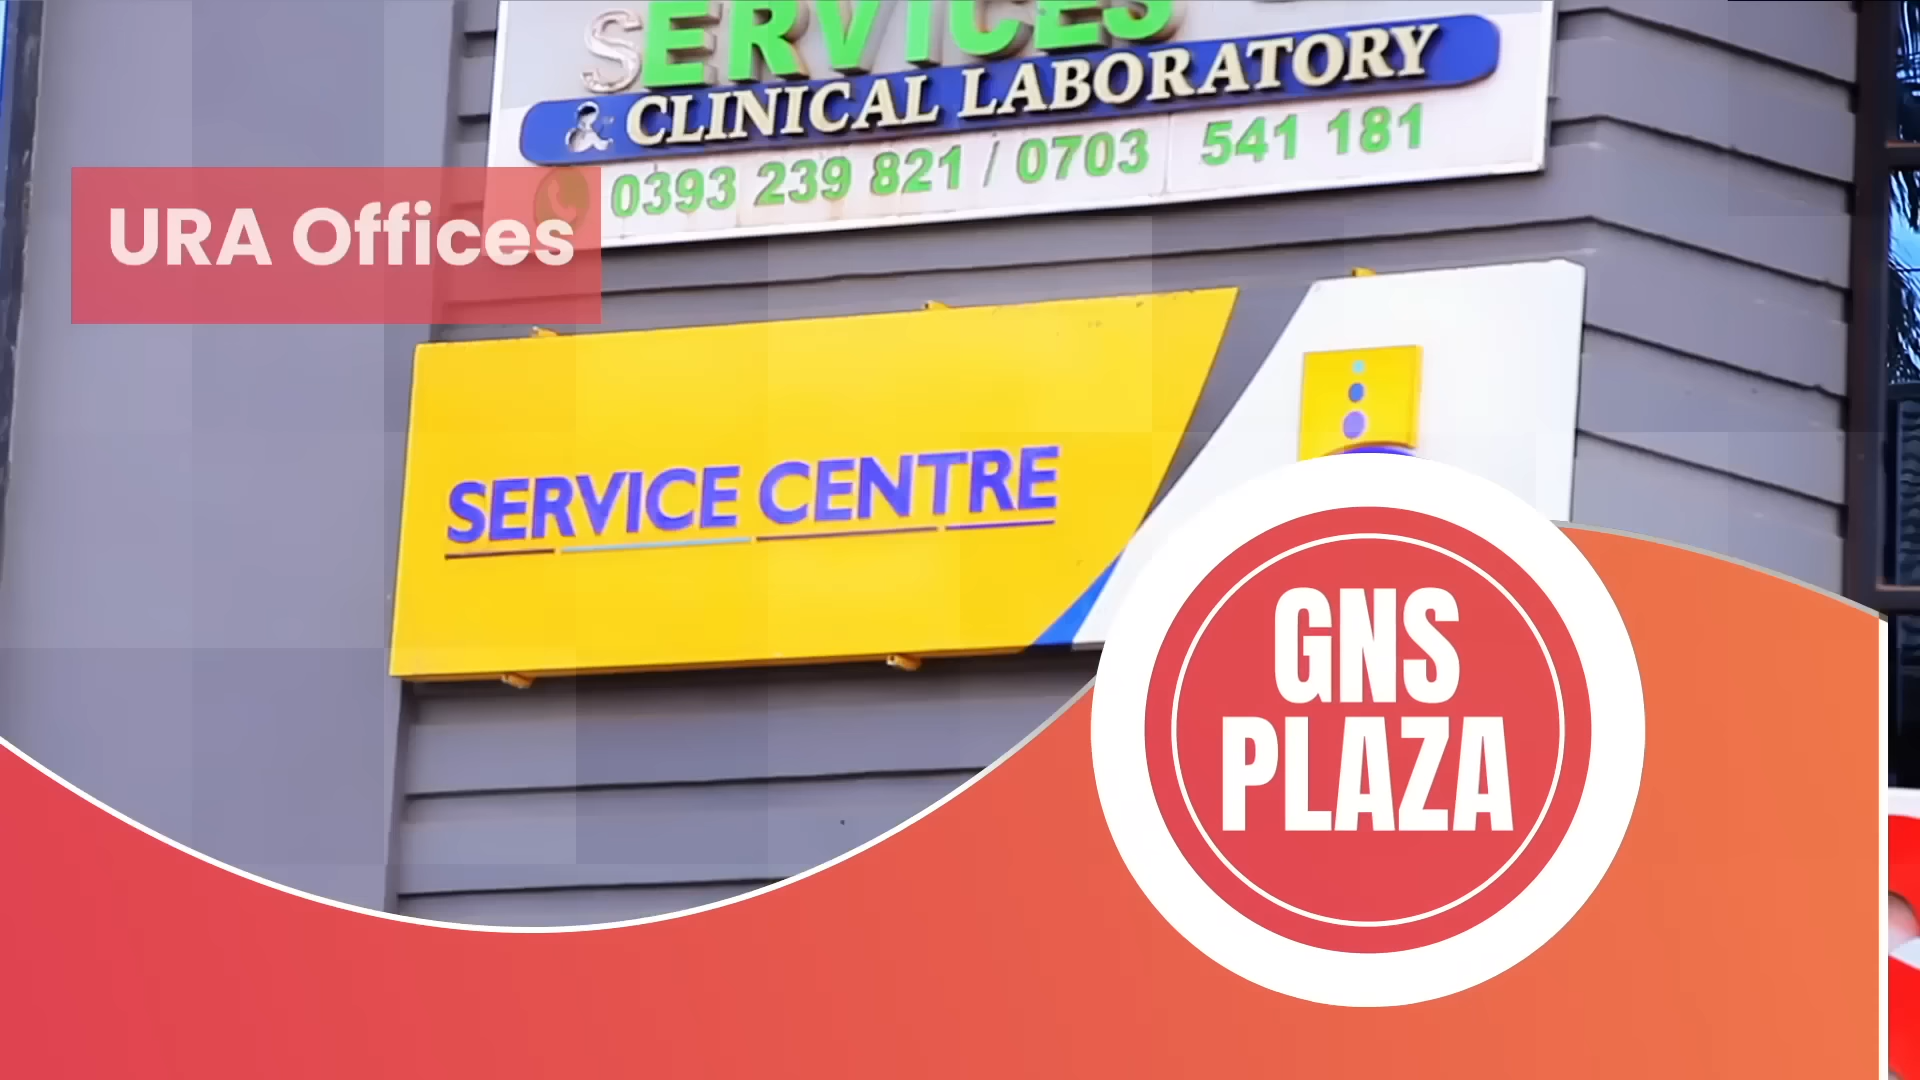 SERVICES
& CLINICAL LABORATORY
0393 239 821 / 0703 541 181
URA Offices
SERVICE CENTRE
GNS
PLAZA